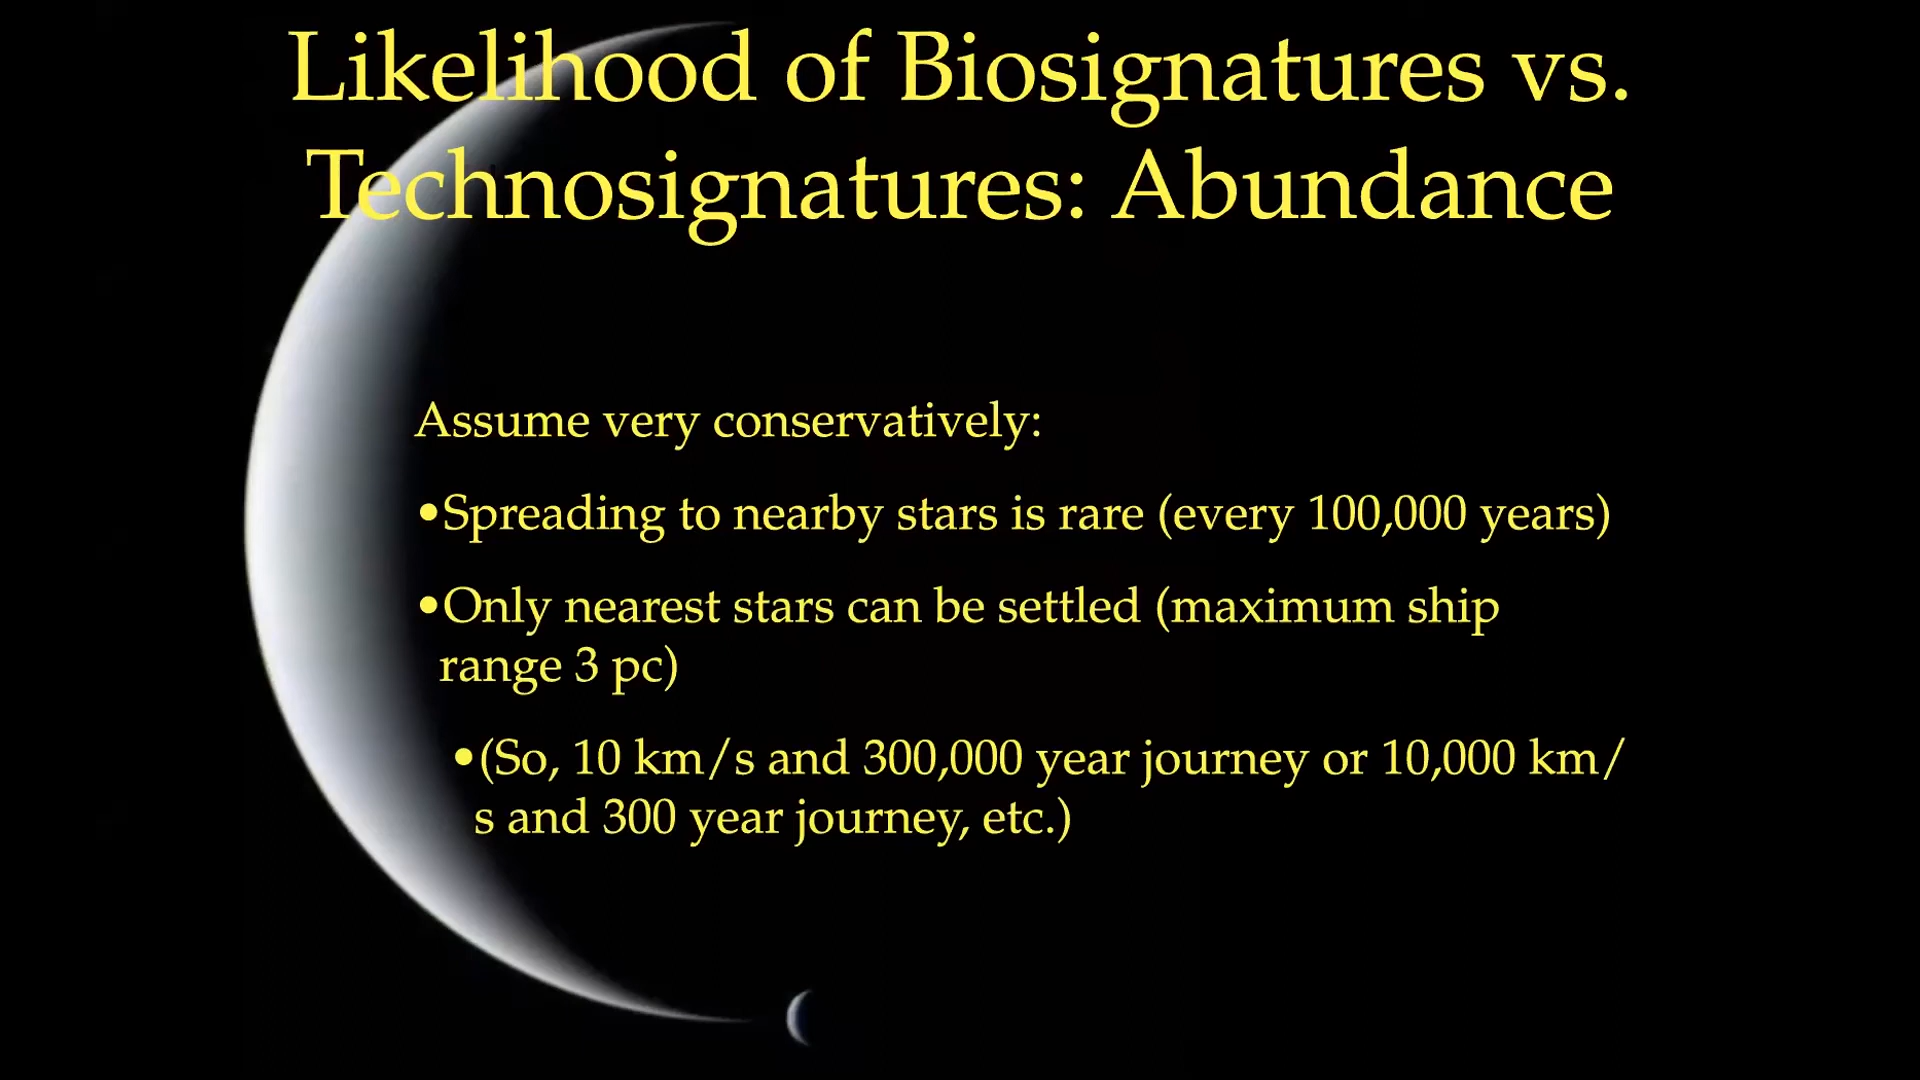 Likelihood of Biosignatures vs.
Technosignatures: Abundance
Assume very conservatively:
•Spreading to nearby stars is rare (every 100,000 years)
•Only nearest stars can be settled (maximum ship
range 3 pc)
•(So, 10 km/s and 300,000 year journey or 10,000 km/
s and 300 year journey, etc.)